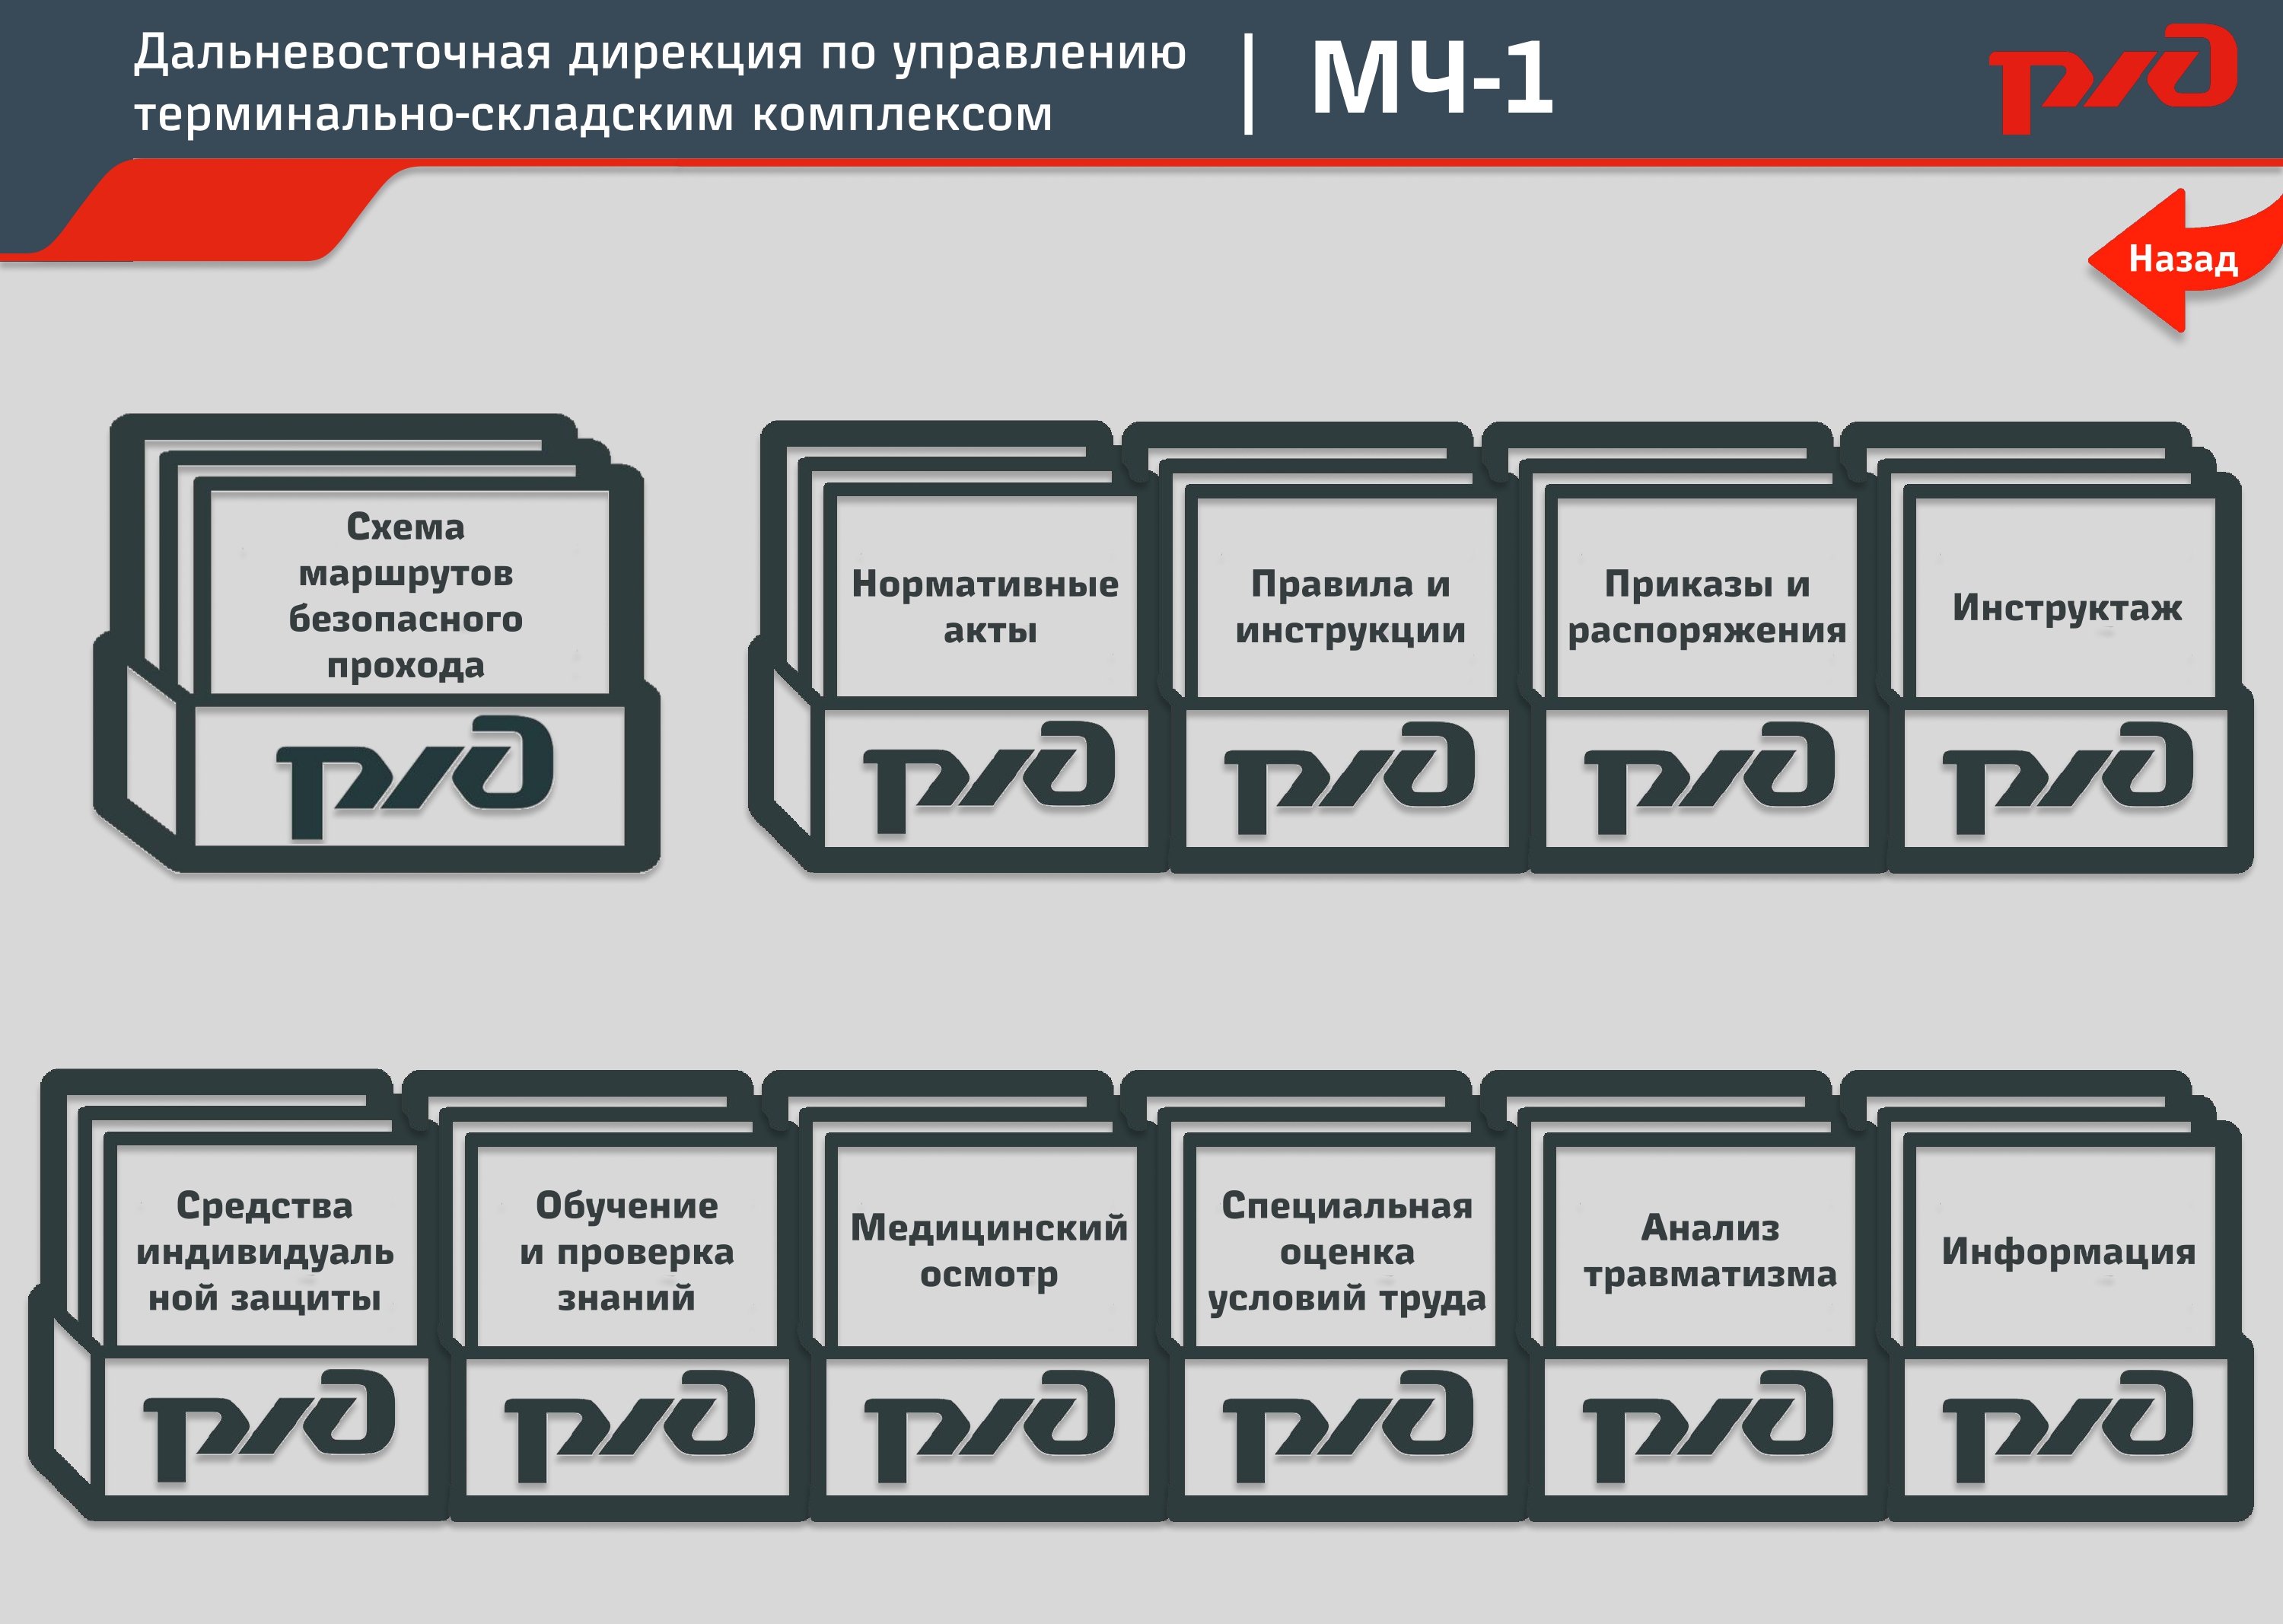 Дальневосточная дирекция по управлению
терминально-складским комплексом
МЧ-1
ржд
Назад
Схема
маршрутов
безопасного
прохода
ржд
Нормативные
акты
ржд
Правила и
инструкции
ржд
Приказы и
распоряжения
ржд
Инструктаж
ржд
Средства
индивидуаль
ной защиты
ржд
Обучение
и проверка
знаний
ржд
Медицинский
осмотр
ржд
Специальная
оценка
условий труда
ржд
Анализ
травматизма
ржд
Информация
ржд